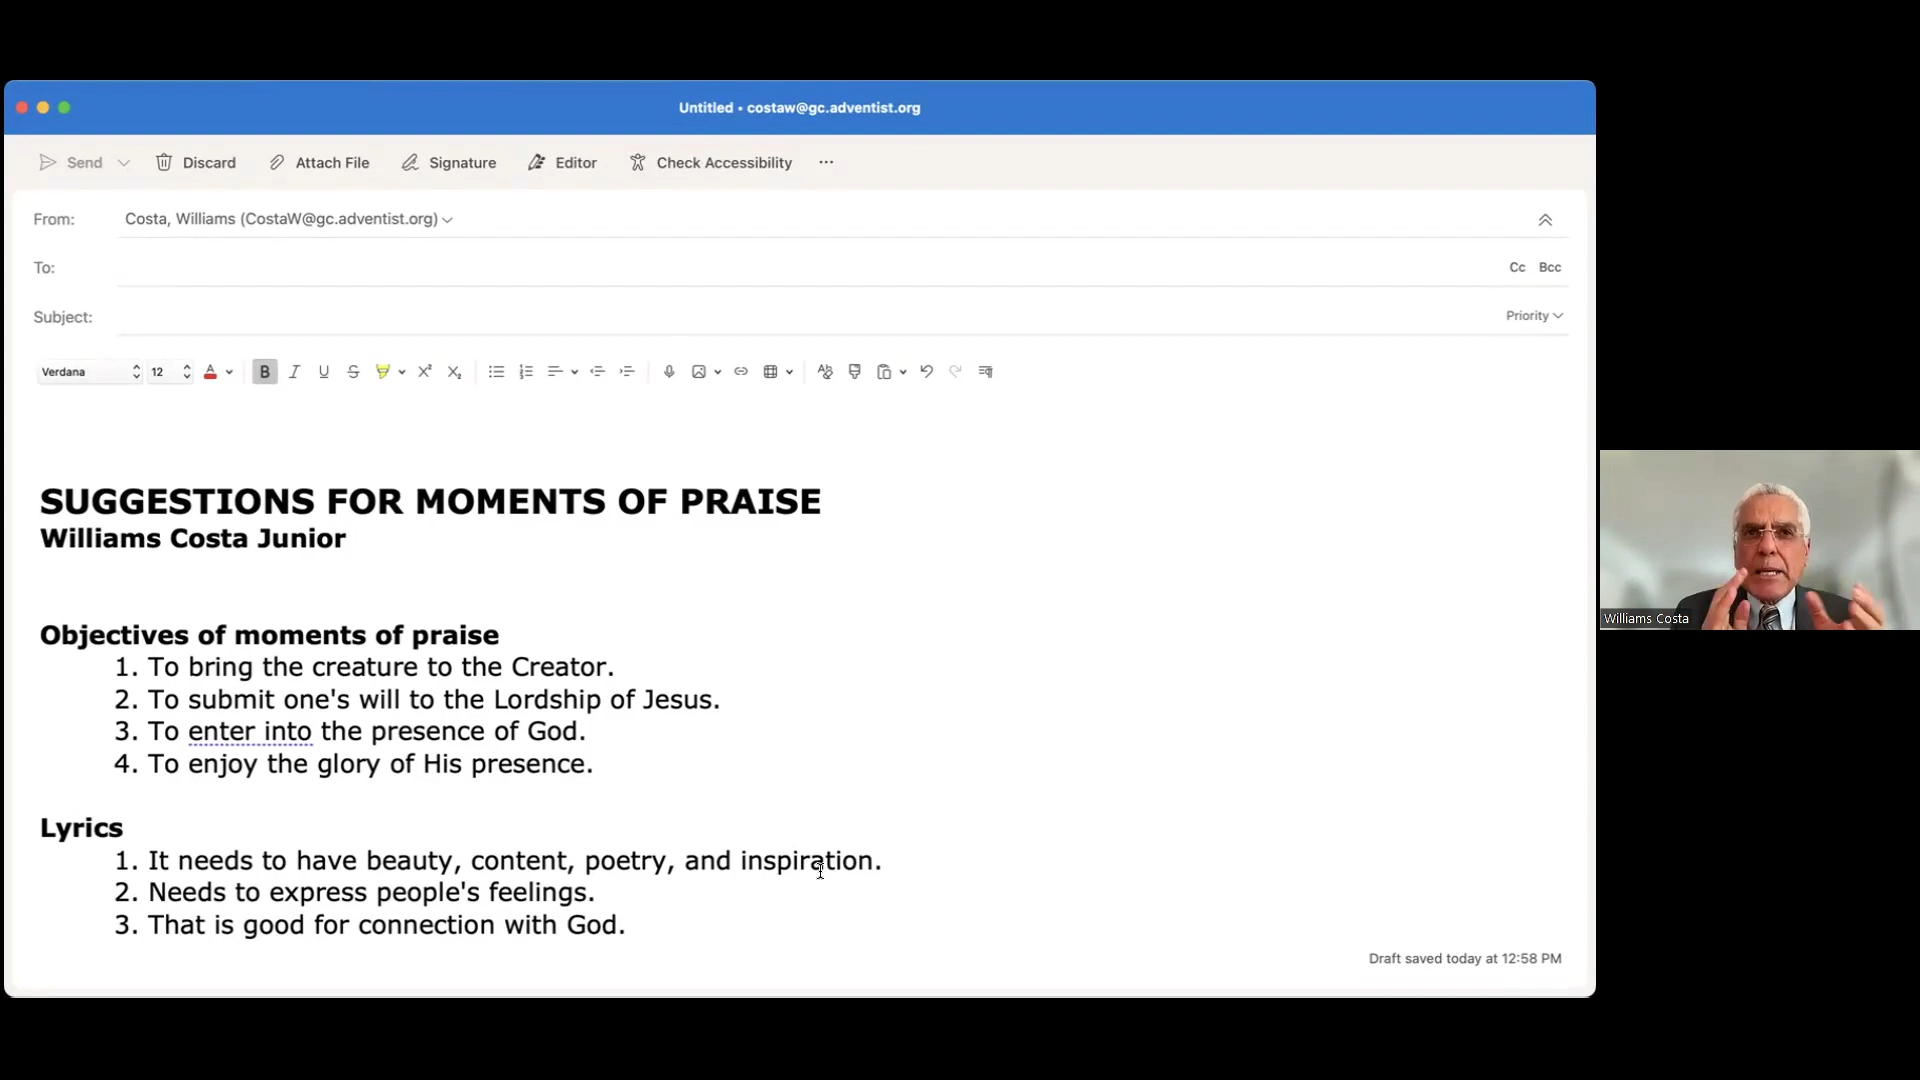 Untitled • costaw@gc.adventist.org
Send
Discard
Attach File
Signature
Editor
Check Accessibility
...
From: Costa, Williams (CostaW@gc.adventist.org)
To:
Cc Bcc
Subject:
Priority
Verdana 12 A B I U S X² X₂
SUGGESTIONS FOR MOMENTS OF PRAISE
Williams Costa Junior
Objectives of moments of praise
1. To bring the creature to the Creator.
2. To submit one's will to the Lordship of Jesus.
3. To enter into the presence of God.
4. To enjoy the glory of His presence.
Lyrics
1. It needs to have beauty, content, poetry, and inspiration.
2. Needs to express people's feelings.
3. That is good for connection with God.
Draft saved today at 12:58 PM
Williams Costa